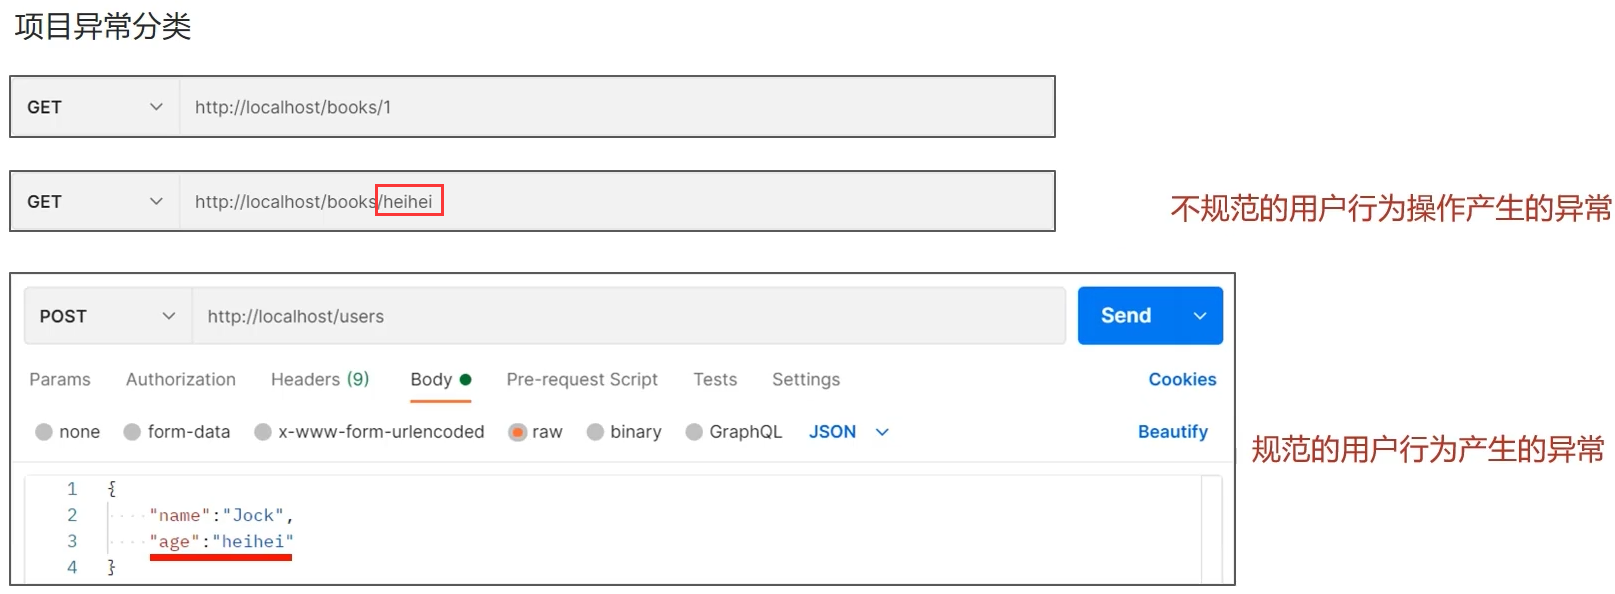 项目异常分类
GET http://localhost/books/1
GET http://localhost/books/heihei
不规范的用户行为操作产生的异常
POST http://localhost/users Send
Params Authorization Headers (9) Body Pre-request Script Tests Settings Cookies
none form-data x-www-form-urlencoded raw binary GraphQL JSON Beautify
规范的用户行为产生的异常
1 {
2 "name":"Jock",
3 "age":"heihei"
4 }